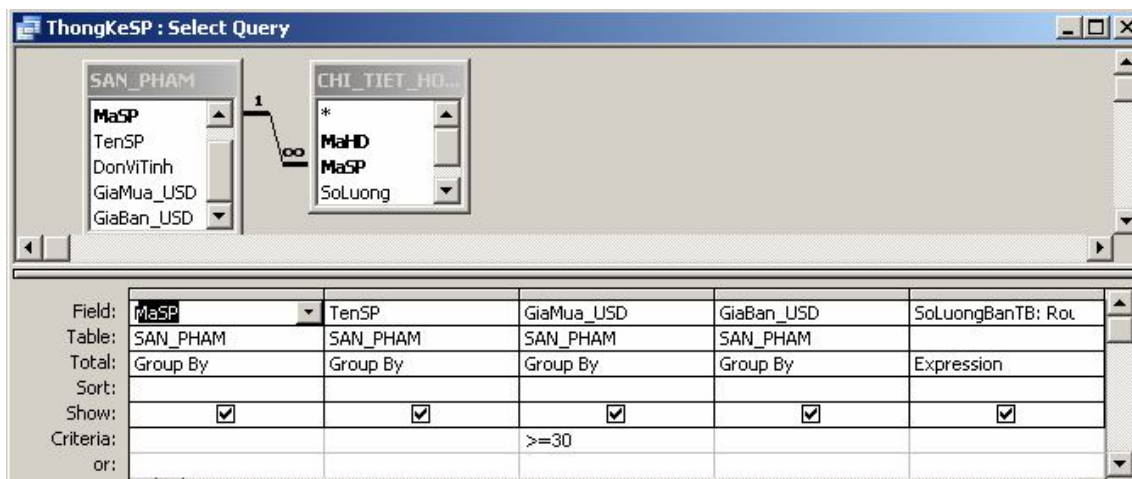 ThongKeSP : Select Query
SAN_PHAM
MaSP
TenSP
DonViTinh
GiaMua_USD
GiaBan_USD
1
∞
CHI_TIET_HO...
*
MaHD
MaSP
SoLuong
Field: MaSP TenSP GiaMua_USD GiaBan_USD SoLuongBanTB: Rou
Table: SAN_PHAM SAN_PHAM SAN_PHAM SAN_PHAM
Total: Group By Group By Group By Group By Expression
Sort:
Show:
Criteria: >=30
or: